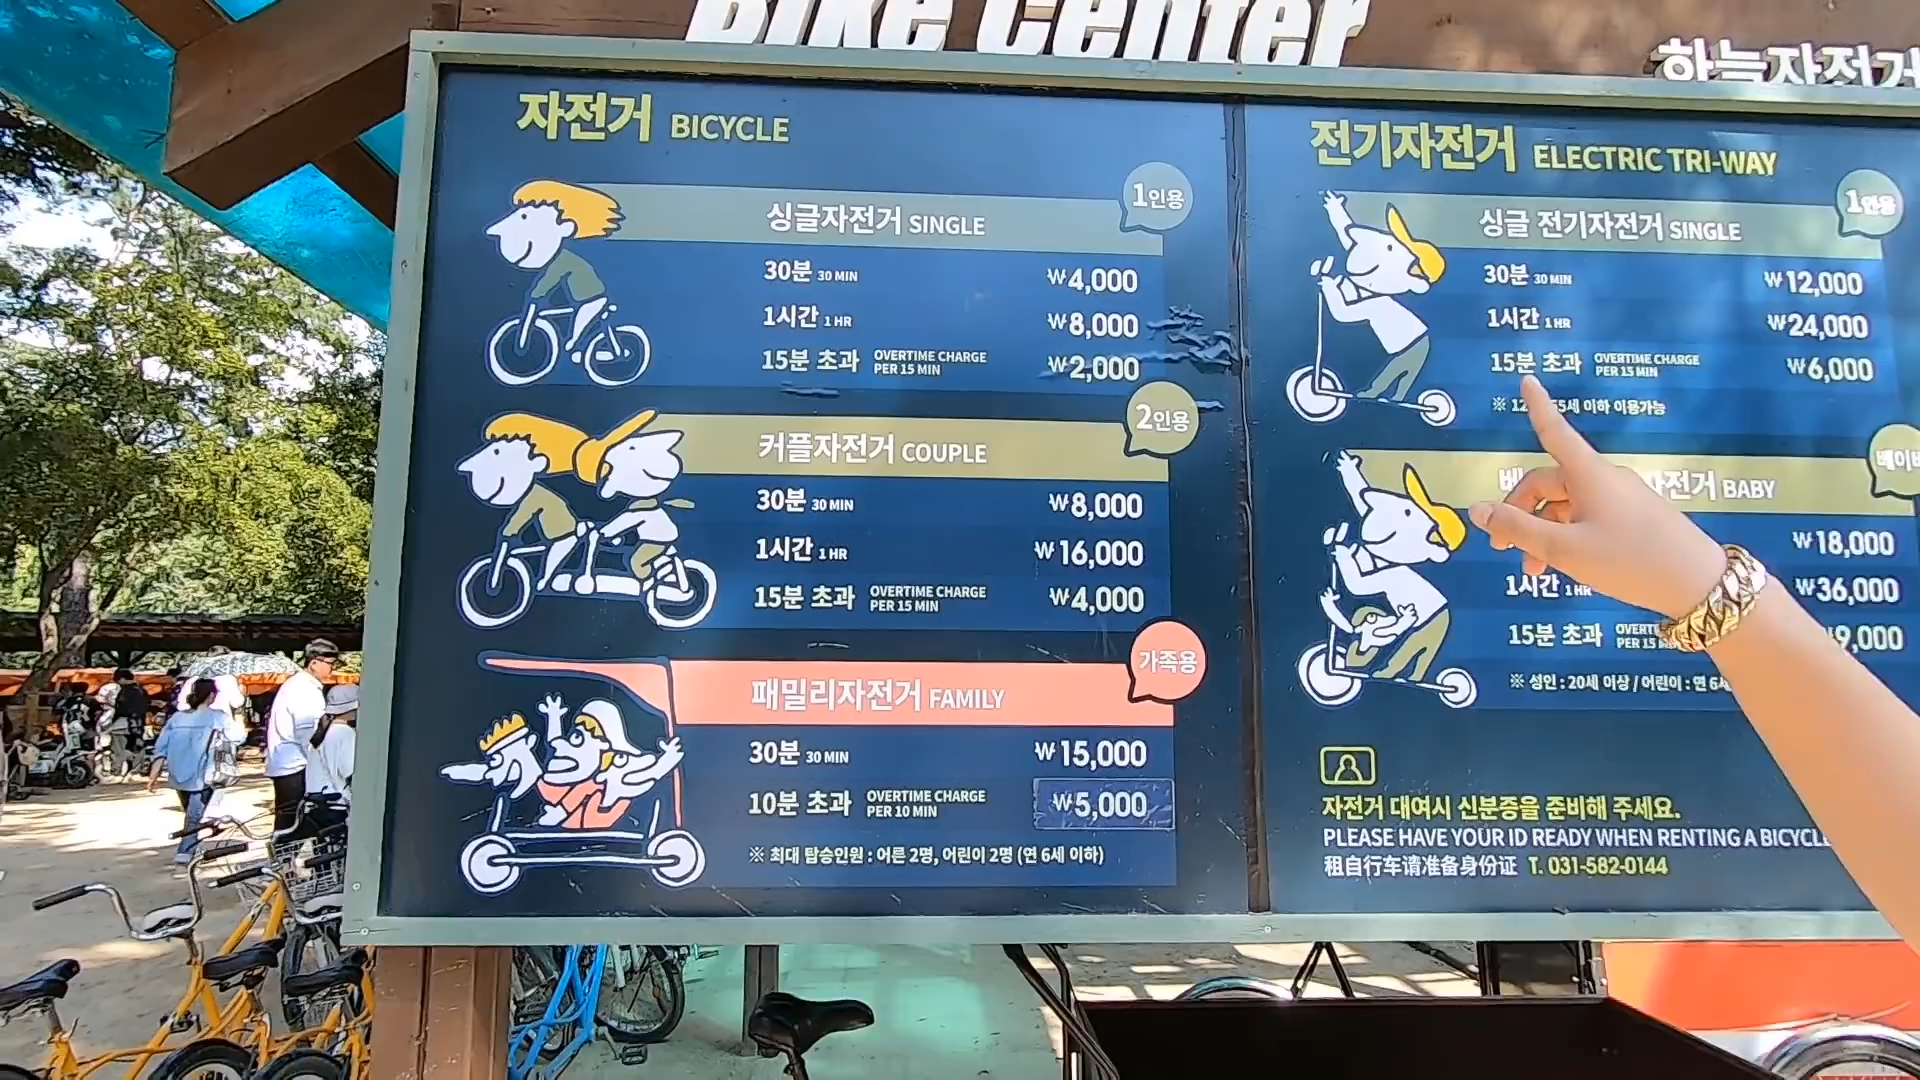 Bike Center
하늘자전거
자전거 BICYCLE
1인용
싱글자전거 SINGLE
30분 30 MIN ₩4,000
1시간 1 HR ₩8,000
15분 초과 OVERTIME CHARGE PER 15 MIN ₩2,000
2인용
커플자전거 COUPLE
30분 30 MIN ₩8,000
1시간 1 HR ₩16,000
15분 초과 OVERTIME CHARGE PER 15 MIN ₩4,000
가족용
패밀리자전거 FAMILY
30분 30 MIN ₩15,000
10분 초과 OVERTIME CHARGE PER 10 MIN ₩5,000
※ 최대 탑승인원 : 어른 2명, 어린이 2명 (연 6세 이하)
전기자전거 ELECTRIC TRI-WAY
1인용
싱글 전기자전거 SINGLE
30분 30 MIN ₩12,000
1시간 1 HR ₩24,000
15분 초과 OVERTIME CHARGE PER 15 MIN ₩6,000
이하 이용가능
BABY
₩18,000
1시간 1 HR ₩36,000
15분 초과 PER 15 ₩9,000
※ 성인 : 20세 이상 / 어린이 : 연
자전거 대여시 신분증을 준비해 주세요.
PLEASE HAVE YOUR ID READY WHEN RENTING A BICYCLE
租自行车请准备身份证 T. 031-582-0144